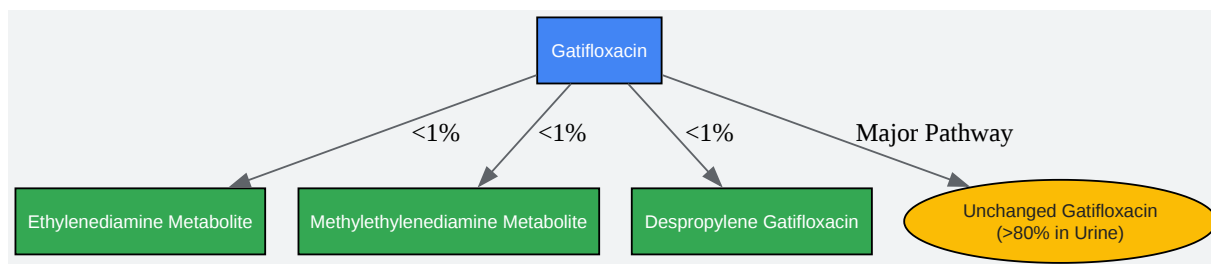 Gatifloxacin
<1%
<1%
<1%
Major Pathway
Ethylenediamine Metabolite
Methylethylenediamine Metabolite
Despropylene Gatifloxacin
Unchanged Gatifloxacin
(>80% in Urine)